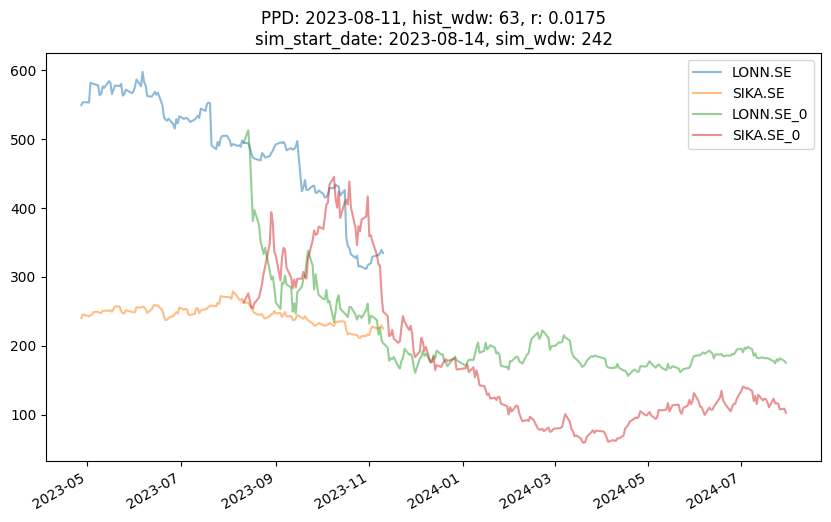 PPD: 2023-08-11, hist_wdw: 63, r: 0.0175
sim_start_date: 2023-08-14, sim_wdw: 242
LONN.SE
SIKA.SE
LONN.SE_0
SIKA.SE_0
600
500
400
300
200
100
2023-05
2023-07
2023-09
2023-11
2024-01
2024-03
2024-05
2024-07